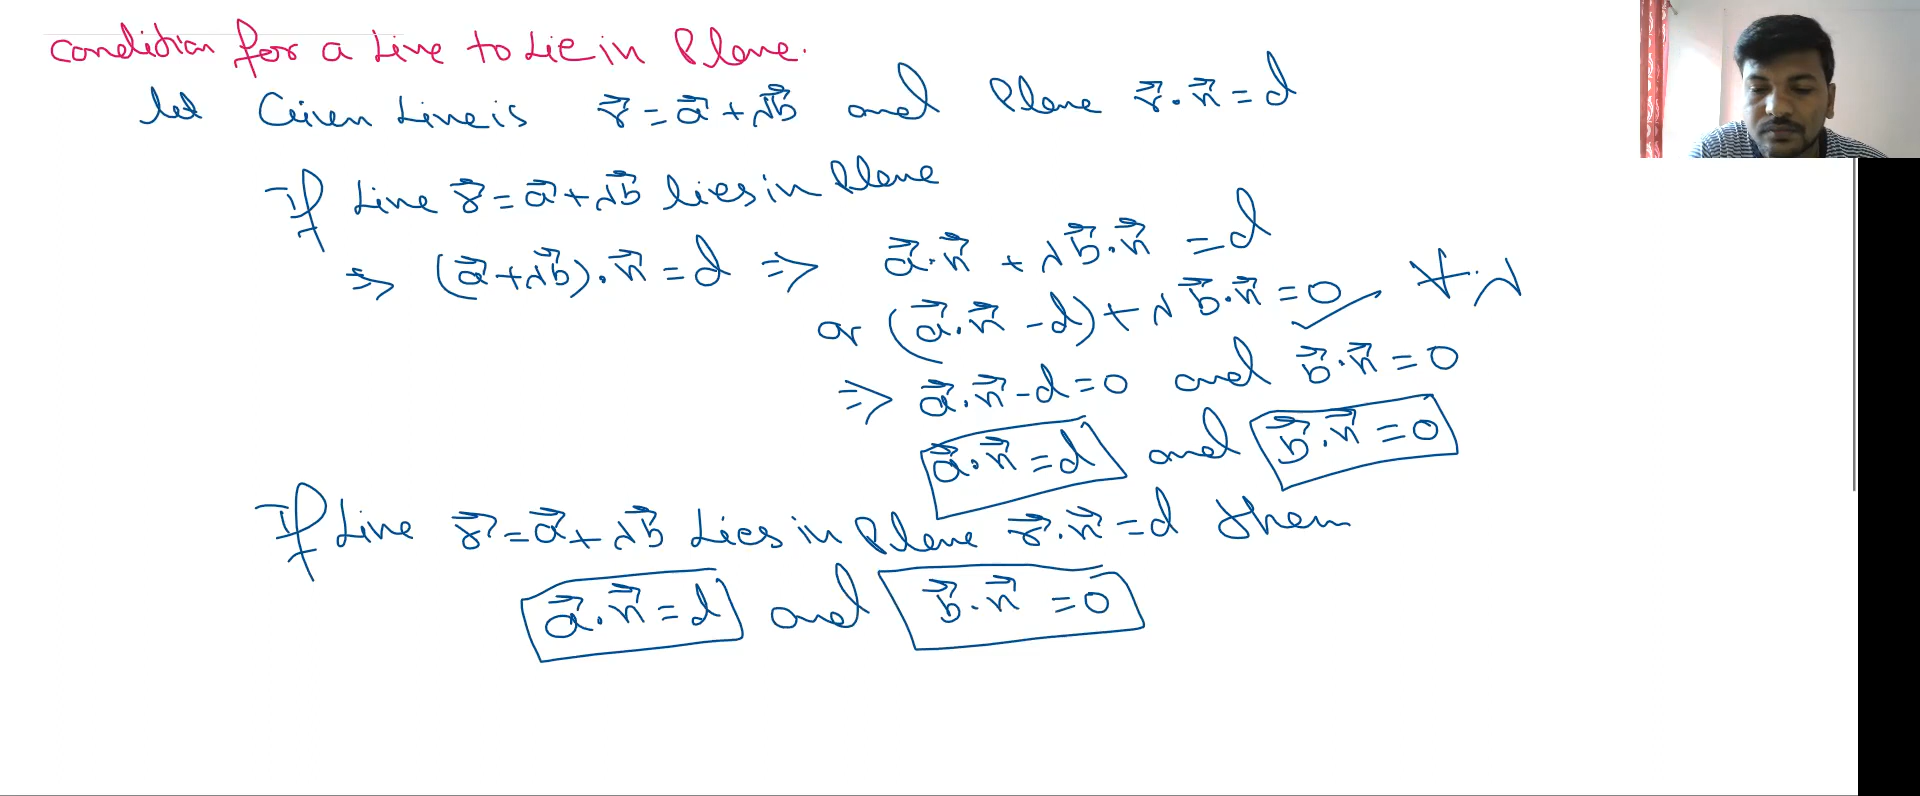 Condition for a Line to Lie in Plane.
let Given Line is r⃗ = a⃗ + λb⃗ and Plane r⃗.n⃗ = d
If Line r⃗ = a⃗ + λb⃗ lies in Plane
⇒ (a⃗ + λb⃗).n⃗ = d ⇒ a⃗.n⃗ + λb⃗.n⃗ = d
or (a⃗.n⃗ - d) + λ b⃗.n⃗ = 0 ✓ ∀ λ
⇒ a⃗.n⃗ - d = 0 and b⃗.n⃗ = 0
a⃗.n⃗ = d and b⃗.n⃗ = 0
If Line r⃗ = a⃗ + λb⃗ Lies in Plane r⃗.n⃗ = d then
a⃗.n⃗ = d and b⃗.n⃗ = 0